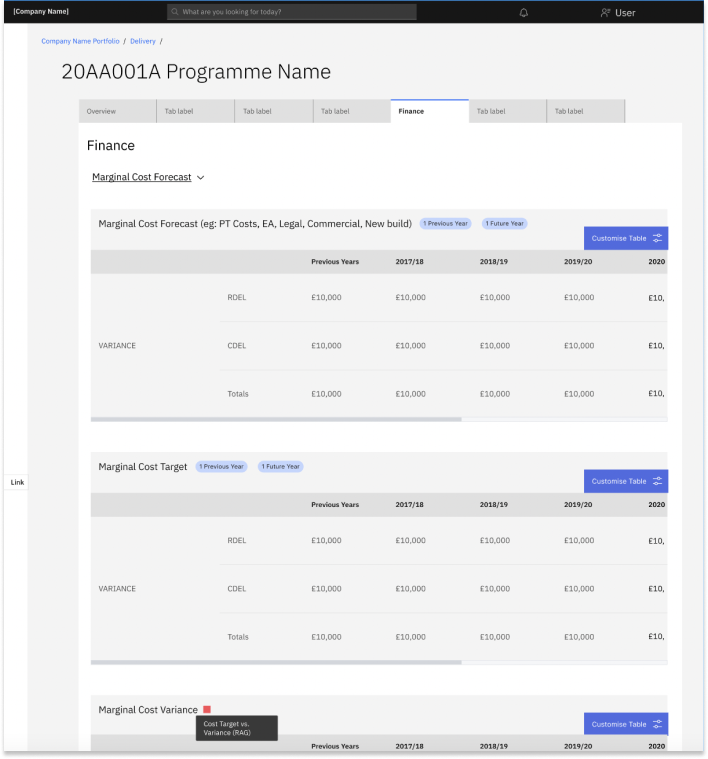 [Company Name] What are you looking for today? User
Company Name Portfolio / Delivery /
20AA001A Programme Name
Overview Tab label Tab label Tab label Finance Tab label Tab label
Finance
Marginal Cost Forecast
Marginal Cost Forecast (eg: PT Costs, EA, Legal, Commercial, New build) 1 Previous Year 1 Future Year
Customise Table
Previous Years 2017/18 2018/19 2019/20 2020
RDEL £10,000 £10,000 £10,000 £10,000 £10,
VARIANCE CDEL £10,000 £10,000 £10,000 £10,000 £10,
Totals £10,000 £10,000 £10,000 £10,000 £10,
Marginal Cost Target 1 Previous Year 1 Future Year
Customise Table
Link
Previous Years 2017/18 2018/19 2019/20 2020
RDEL £10,000 £10,000 £10,000 £10,000 £10,
VARIANCE CDEL £10,000 £10,000 £10,000 £10,000 £10,
Totals £10,000 £10,000 £10,000 £10,000 £10,
Marginal Cost Variance
Cost Target vs.
Variance (RAG)
Customise Table
Previous Years 2017/18 2018/19 2019/20 2020